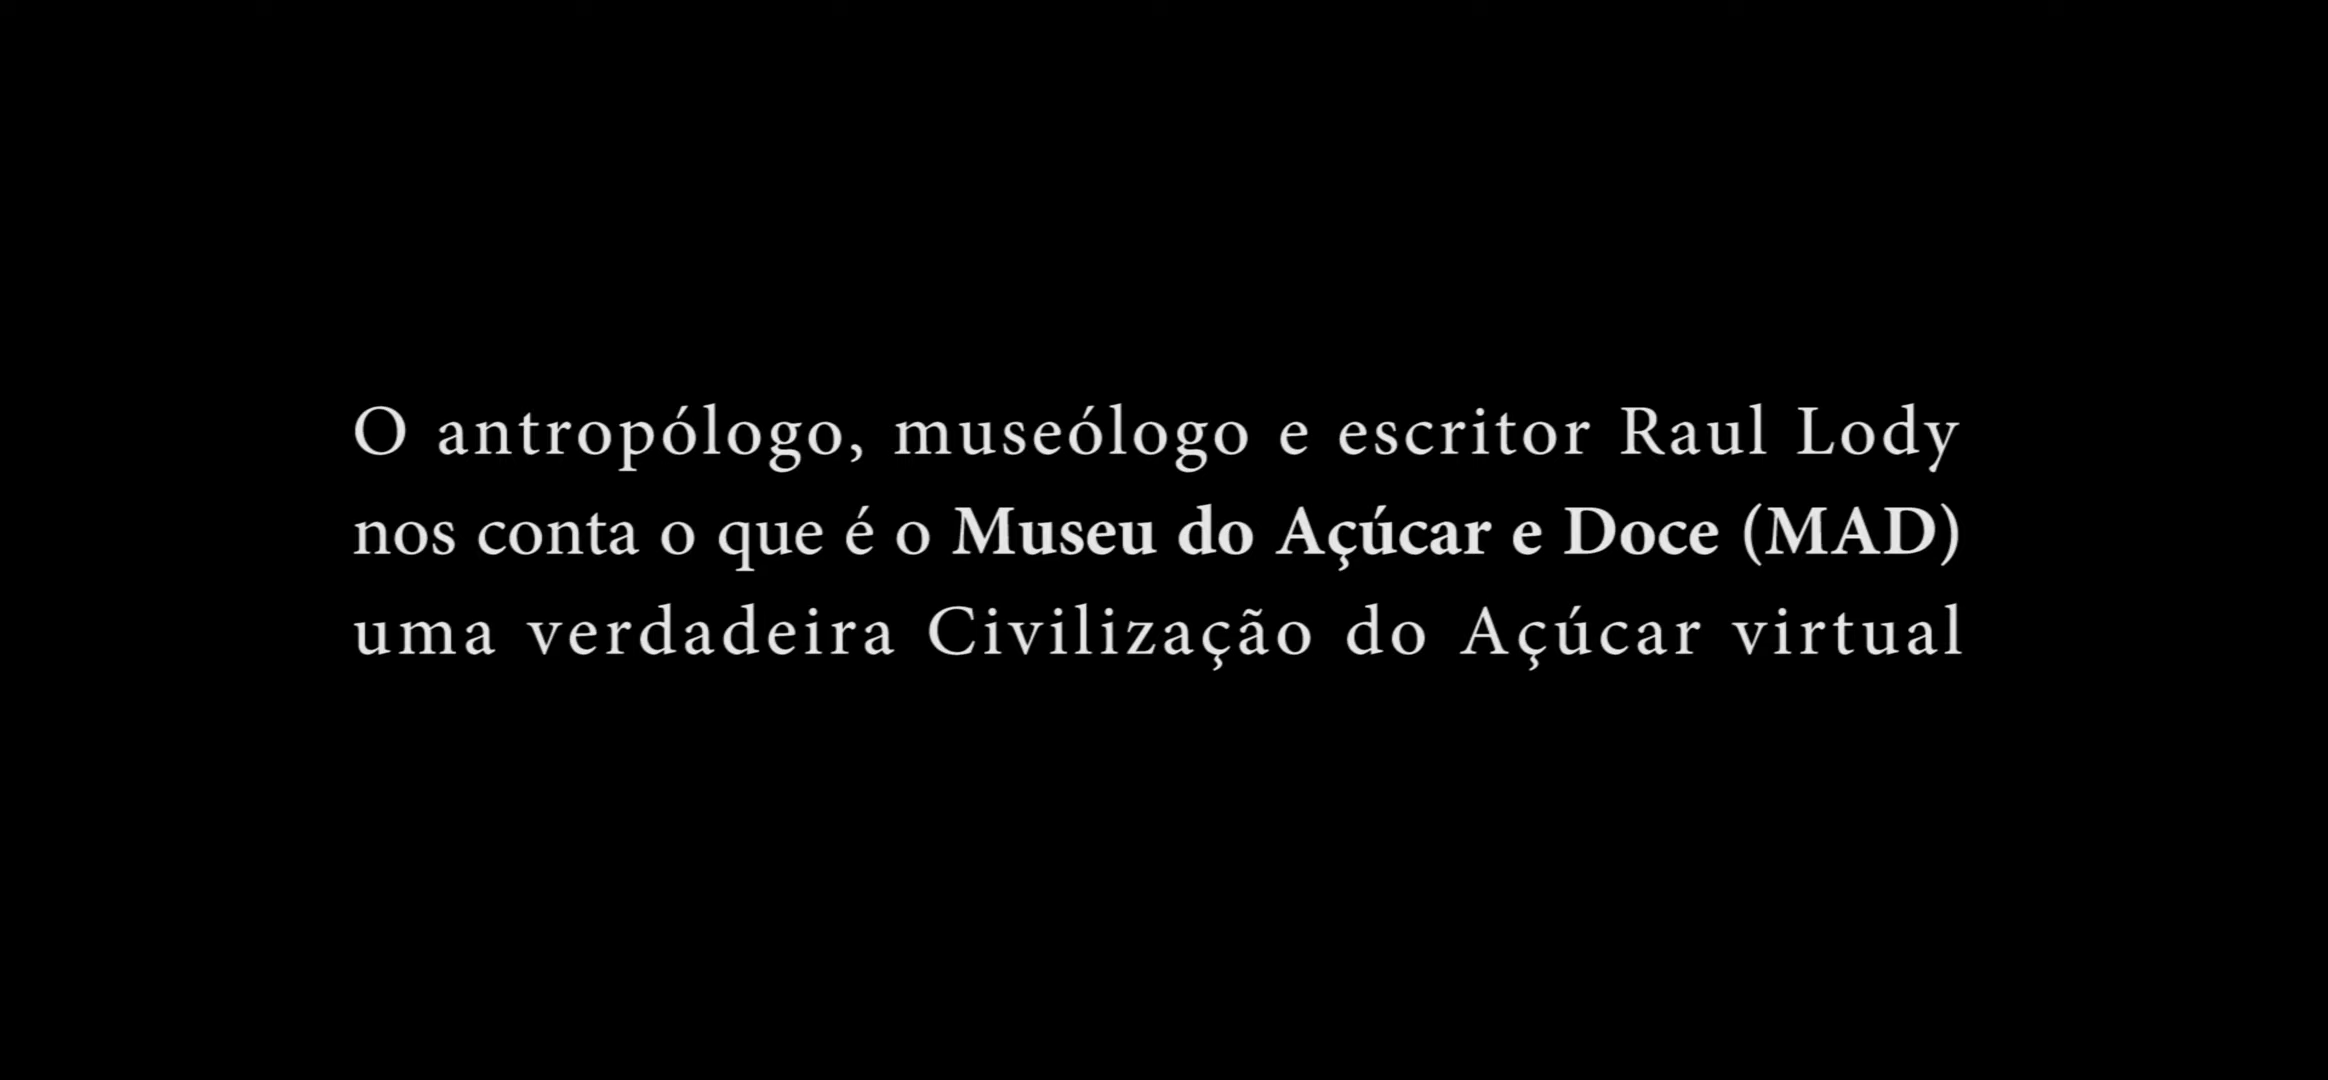 O antropólogo, museólogo e escritor Raul Lody
nos conta o que é o Museu do Açúcar e Doce (MAD)
uma verdadeira Civilização do Açúcar virtual